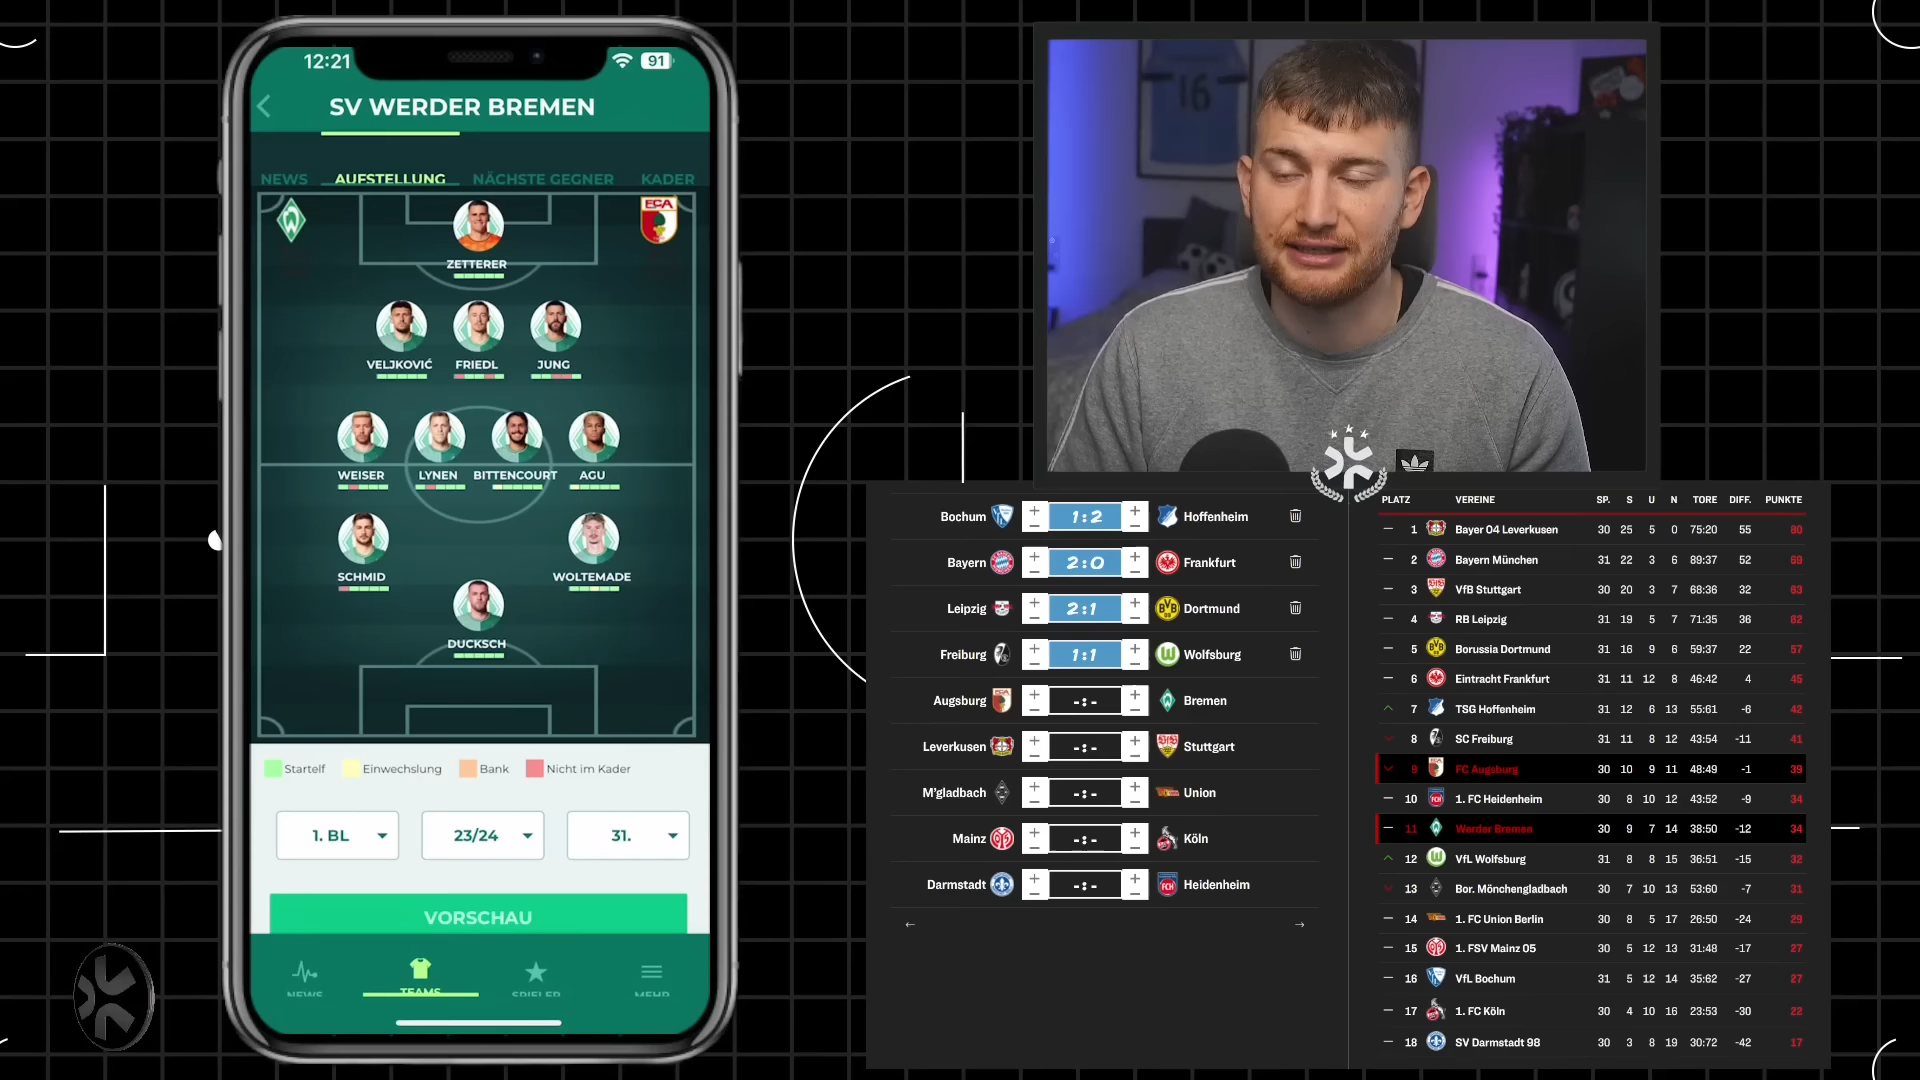 12:21
91
SV WERDER BREMEN
NEWS AUFSTELLUNG NÄCHSTE GEGNER KADER
FCA
ZETTERER
VELJKOVIĆ FRIEDL JUNG
WEISER LYNEN BITTENCOURT AGU
SCHMID WOLTEMADE
DUCKSCH
Startelf Einwechslung Bank Nicht im Kader
1. BL 23/24 31.
VORSCHAU
NEWS TEAMS SPIELER MEHR
16
Bochum + − 1:2 + − Hoffenheim
Bayern + − 2:0 + − Frankfurt
Leipzig + − 2:1 + − Dortmund
Freiburg + − 1:1 + − Wolfsburg
Augsburg + − -:- + − Bremen
Leverkusen + − -:- + − Stuttgart
M'gladbach + − -:- + − Union
Mainz + − -:- + − Köln
Darmstadt + − -:- + − Heidenheim
← →
PLATZ VEREINE SP. S U N TORE DIFF. PUNKTE
1 Bayer 04 Leverkusen 30 25 5 0 75:20 55 80
2 Bayern München 31 22 3 6 89:37 52 69
3 VfB Stuttgart 30 20 3 7 68:36 32 63
4 RB Leipzig 31 19 5 7 71:35 36 62
5 Borussia Dortmund 31 16 9 6 59:37 22 57
6 Eintracht Frankfurt 31 11 12 8 46:42 4 45
7 TSG Hoffenheim 31 12 6 13 55:61 -6 42
8 SC Freiburg 31 11 8 12 43:54 -11 41
9 FC Augsburg 30 10 9 11 48:49 -1 39
10 1. FC Heidenheim 30 8 10 12 43:52 -9 34
11 Werder Bremen 30 9 7 14 38:50 -12 34
12 VfL Wolfsburg 31 8 8 15 36:51 -15 32
13 Bor. Mönchengladbach 30 7 10 13 53:60 -7 31
14 1. FC Union Berlin 30 8 5 17 26:50 -24 29
15 1. FSV Mainz 05 30 5 12 13 31:48 -17 27
16 VfL Bochum 31 5 12 14 35:62 -27 27
17 1. FC Köln 30 4 10 16 23:53 -30 22
18 SV Darmstadt 98 30 3 8 19 30:72 -42 17